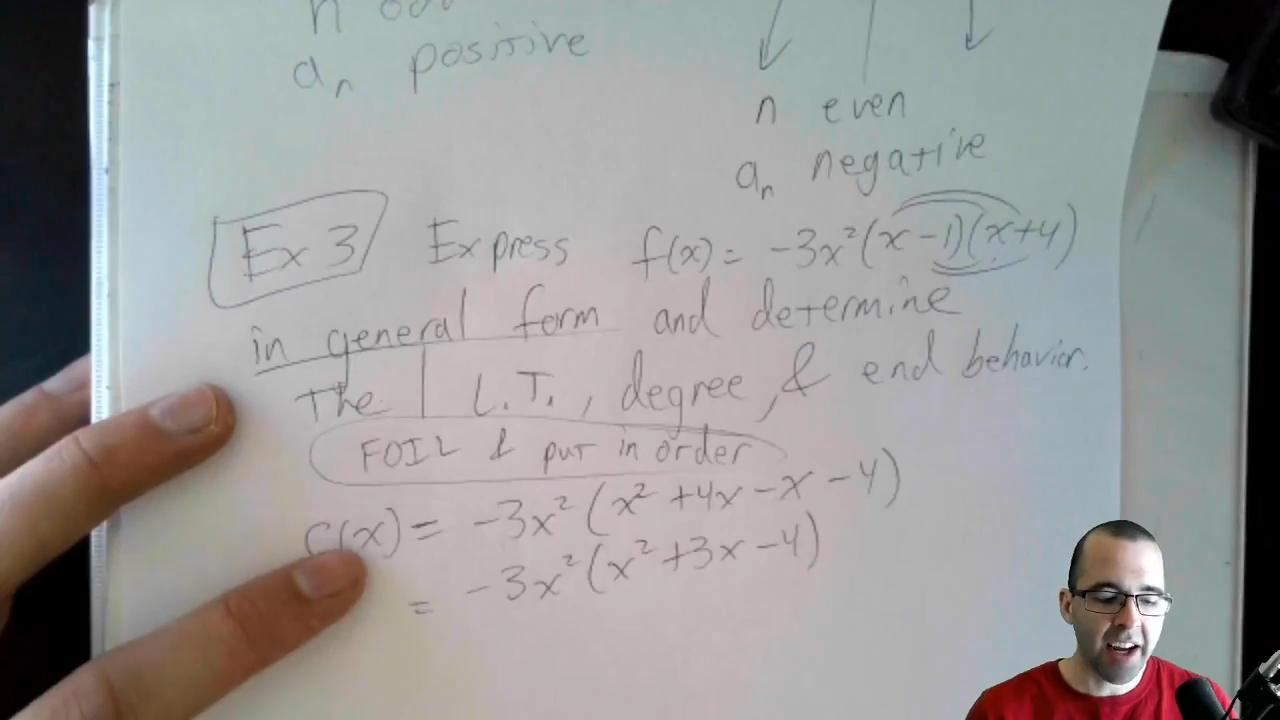 n odd
aₙ positive
n even
aₙ negative
Ex 3 Express f(x) = -3x²(x-1)(x+4)
in general form and determine
the L.T., degree, & end behavior.
FOIL & put in order
f(x) = -3x²(x²+4x-x-4)
= -3x²(x²+3x-4)